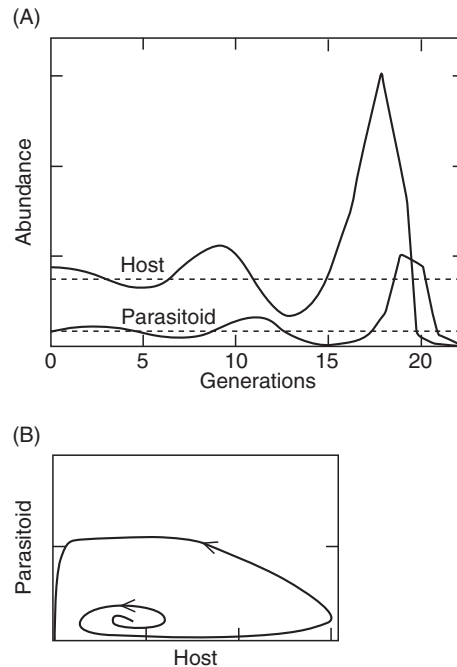 (A)
Abundance
Host
Parasitoid
0 5 10 15 20
Generations
(B)
Parasitoid
Host